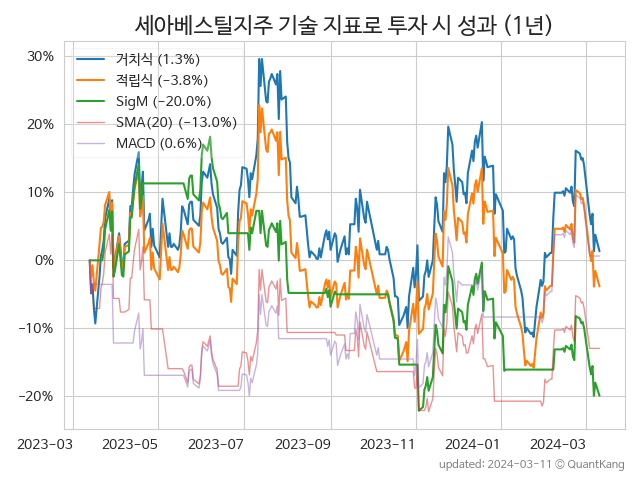 세아베스틸지주 기술 지표로 투자 시 성과 (1년)
30%
20%
10%
0%
−10%
−20%
거치식 (1.3%)
적립식 (−3.8%)
SigM (−20.0%)
SMA(20) (−13.0%)
MACD (0.6%)
2023-03 2023-05 2023-07 2023-09 2023-11 2024-01 2024-03
updated: 2024-03-11 © QuantKang